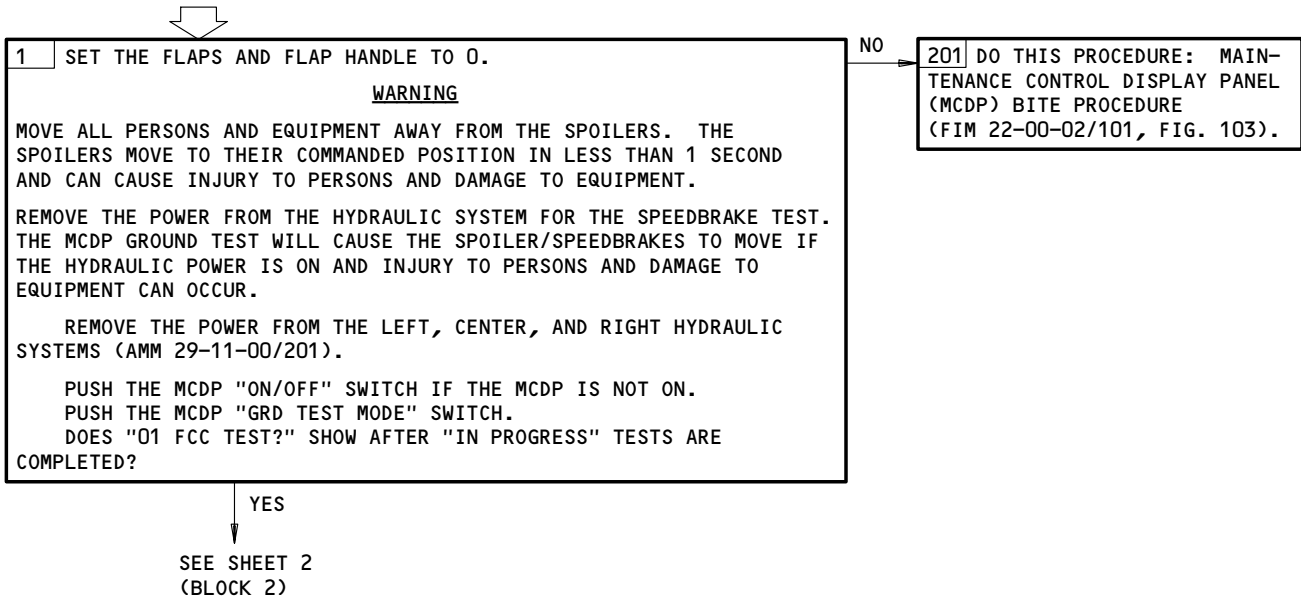 1 SET THE FLAPS AND FLAP HANDLE TO 0.
WARNING
MOVE ALL PERSONS AND EQUIPMENT AWAY FROM THE SPOILERS. THE
SPOILERS MOVE TO THEIR COMMANDED POSITION IN LESS THAN 1 SECOND
AND CAN CAUSE INJURY TO PERSONS AND DAMAGE TO EQUIPMENT.
REMOVE THE POWER FROM THE HYDRAULIC SYSTEM FOR THE SPEEDBRAKE TEST.
THE MCDP GROUND TEST WILL CAUSE THE SPOILER/SPEEDBRAKES TO MOVE IF
THE HYDRAULIC POWER IS ON AND INJURY TO PERSONS AND DAMAGE TO
EQUIPMENT CAN OCCUR.
REMOVE THE POWER FROM THE LEFT, CENTER, AND RIGHT HYDRAULIC
SYSTEMS (AMM 29-11-00/201).
PUSH THE MCDP "ON/OFF" SWITCH IF THE MCDP IS NOT ON.
PUSH THE MCDP "GRD TEST MODE" SWITCH.
DOES "01 FCC TEST?" SHOW AFTER "IN PROGRESS" TESTS ARE
COMPLETED?
NO
201 DO THIS PROCEDURE: MAIN-
TENANCE CONTROL DISPLAY PANEL
(MCDP) BITE PROCEDURE
(FIM 22-00-02/101, FIG. 103).
YES
SEE SHEET 2
(BLOCK 2)